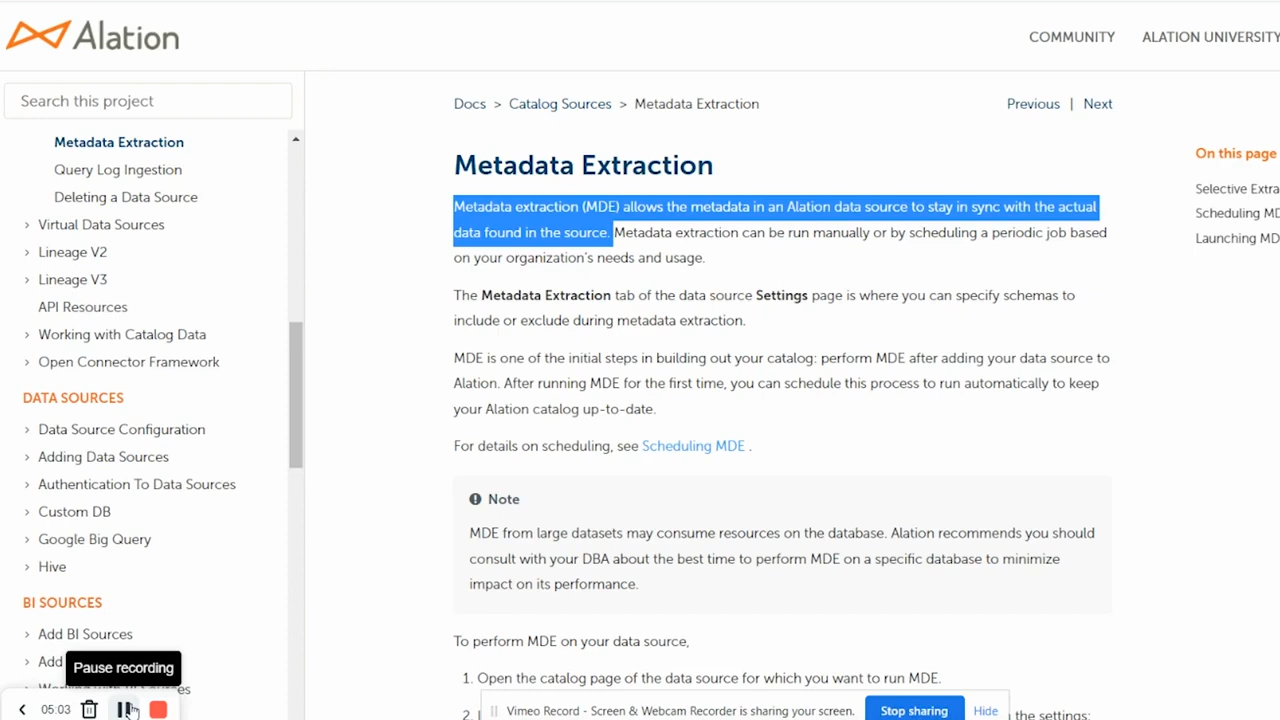 Alation
COMMUNITY
ALATION UNIVERSITY
Search this project
Metadata Extraction
Query Log Ingestion
Deleting a Data Source
Virtual Data Sources
Lineage V2
Lineage V3
API Resources
Working with Catalog Data
Open Connector Framework
DATA SOURCES
Data Source Configuration
Adding Data Sources
Authentication To Data Sources
Custom DB
Google Big Query
Hive
BI SOURCES
Add BI Sources
Add
Pause recording
05:03
Docs > Catalog Sources > Metadata Extraction
Previous | Next
Metadata Extraction
Metadata extraction (MDE) allows the metadata in an Alation data source to stay in sync with the actual
data found in the source. Metadata extraction can be run manually or by scheduling a periodic job based
on your organization's needs and usage.
The Metadata Extraction tab of the data source Settings page is where you can specify schemas to
include or exclude during metadata extraction.
MDE is one of the initial steps in building out your catalog: perform MDE after adding your data source to
Alation. After running MDE for the first time, you can schedule this process to run automatically to keep
your Alation catalog up-to-date.
For details on scheduling, see Scheduling MDE .
Note
MDE from large datasets may consume resources on the database. Alation recommends you should
consult with your DBA about the best time to perform MDE on a specific database to minimize
impact on its performance.
To perform MDE on your data source,
1. Open the catalog page of the data source for which you want to run MDE.
2.
the settings:
Vimeo Record - Screen & Webcam Recorder is sharing your screen.
Stop sharing
Hide
On this page
Selective Extra
Scheduling MD
Launching MD